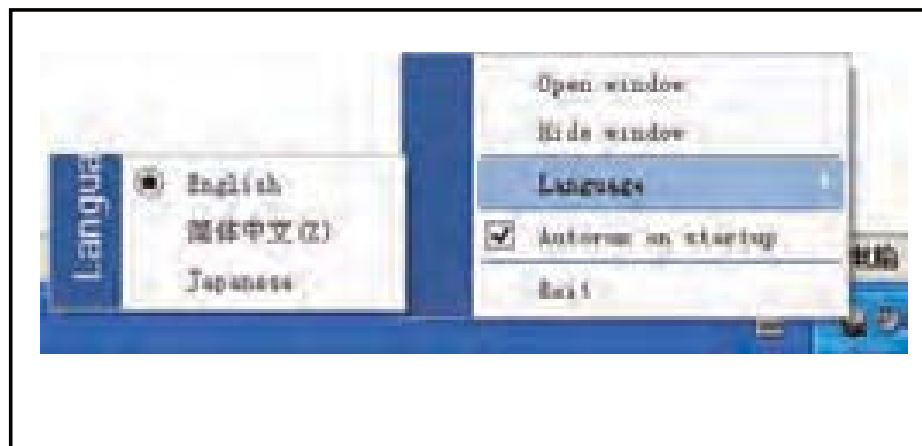 Open window
Hide window
Language
Autorun on startup
Exit
Langua
English
简体中文(Z)
Japanese